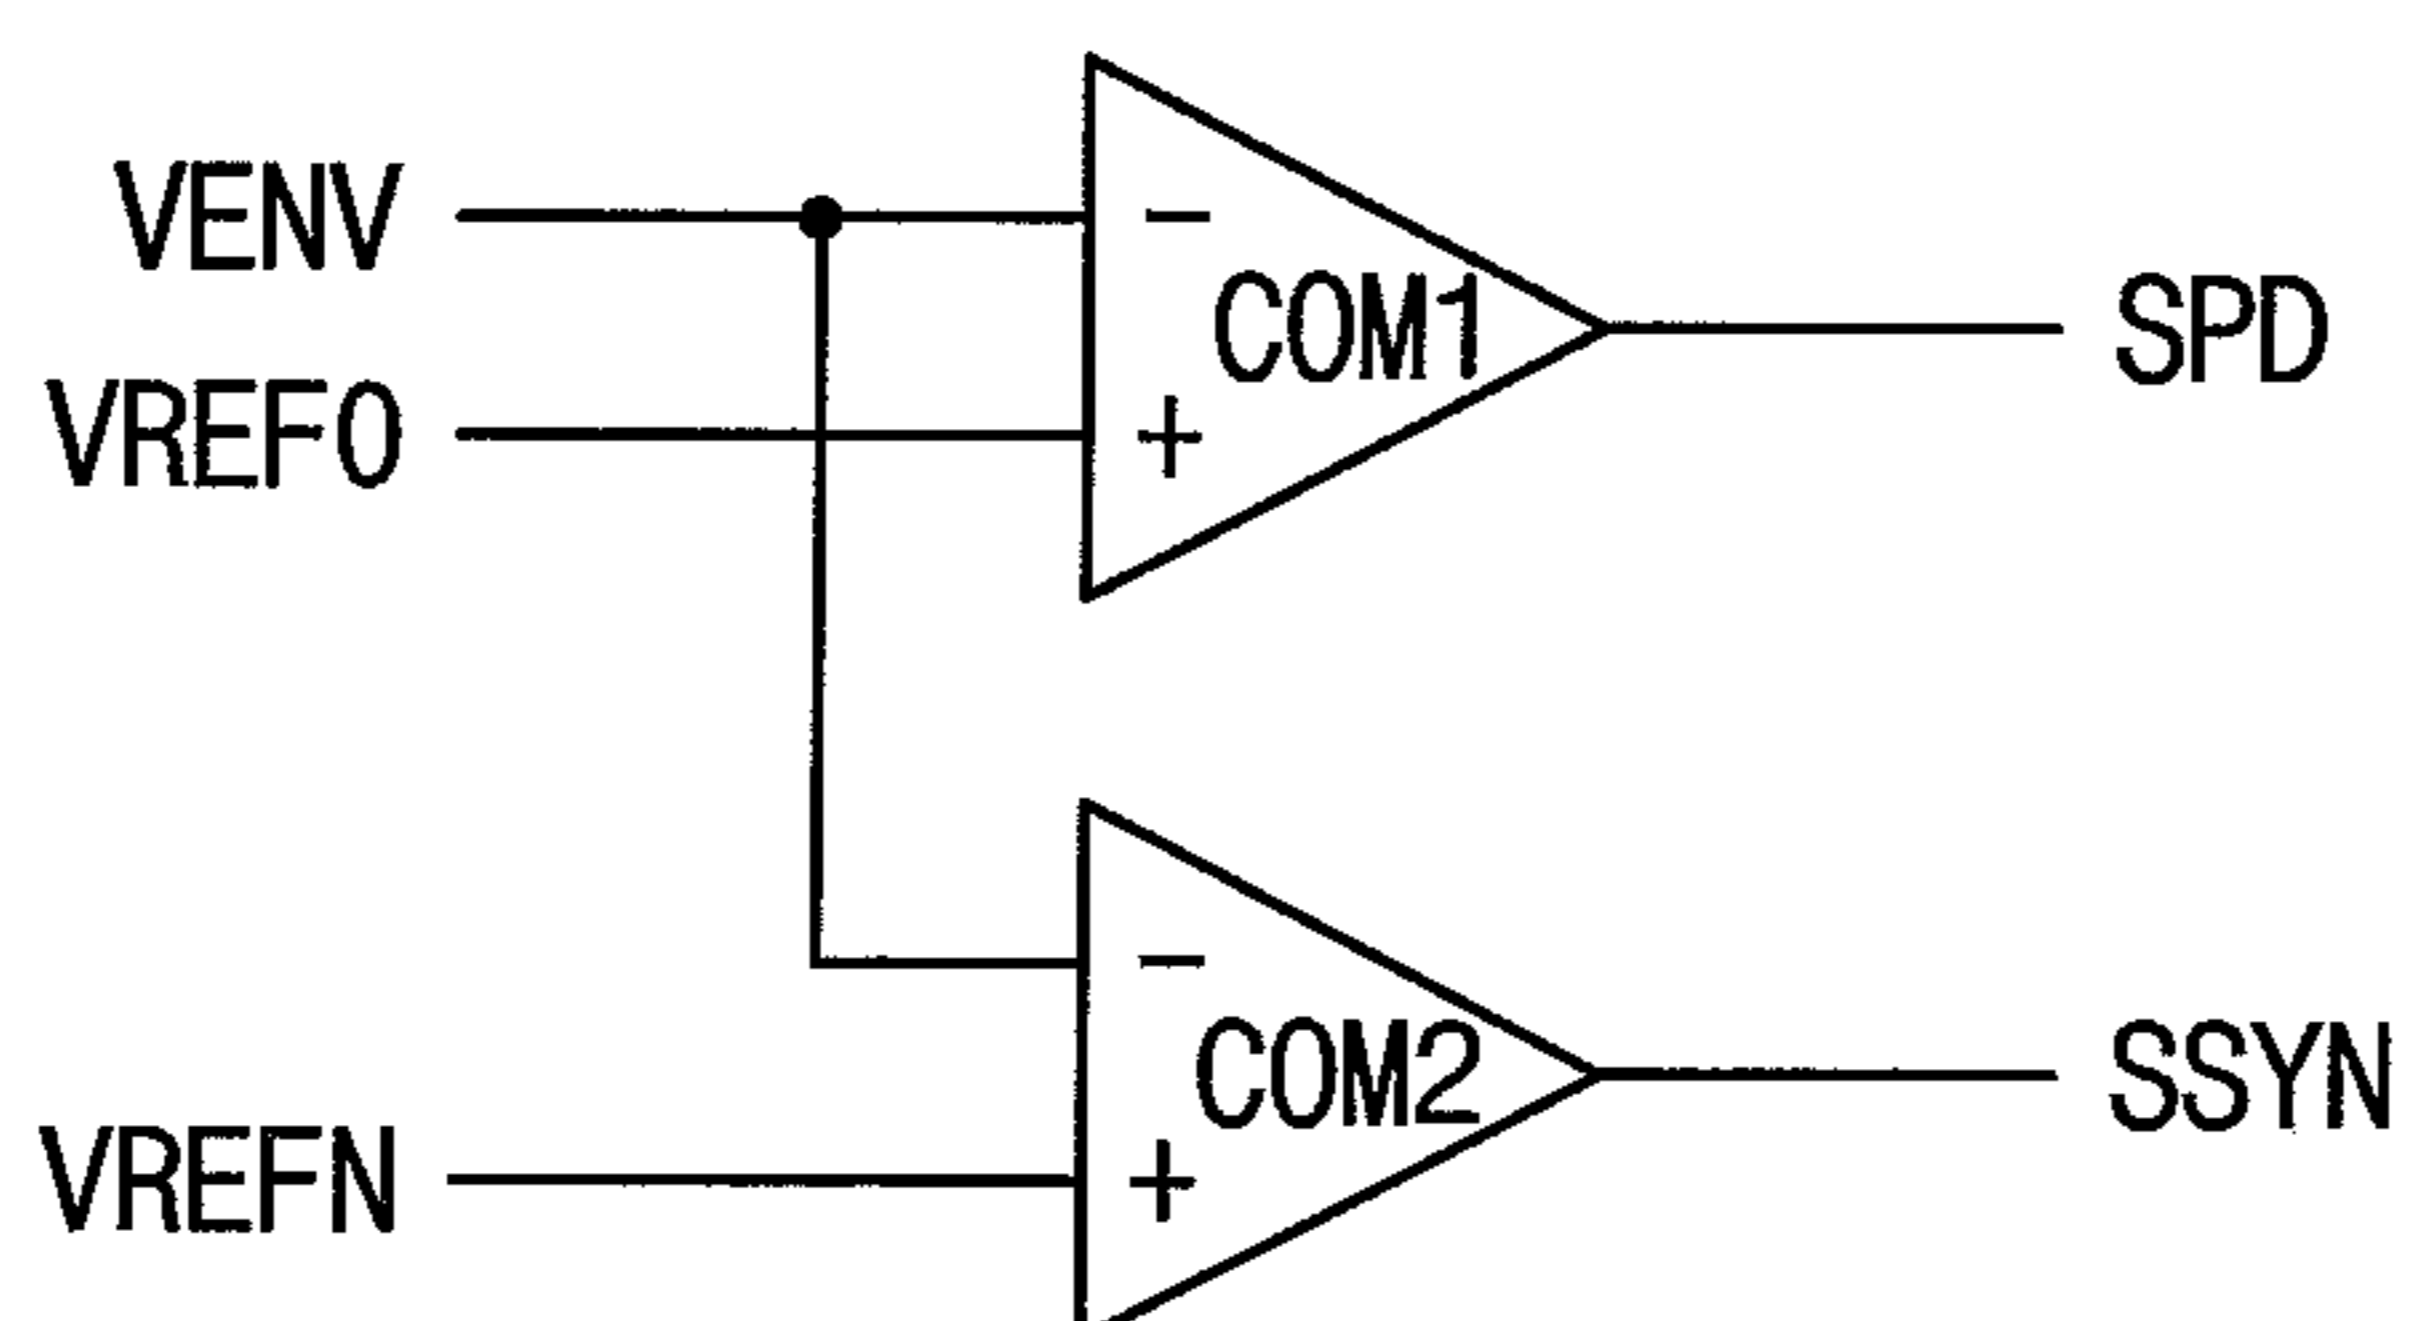 VENV
−
COM1
SPD
VREF0
+
−
COM2
SSYN
VREFN
+